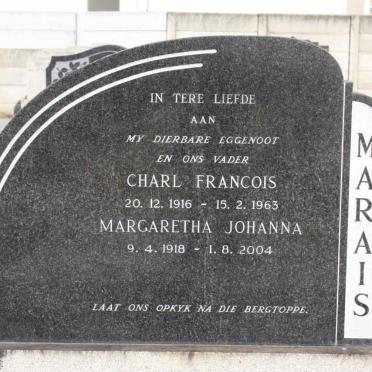 IN TERE LIEFDE
AAN
MY DIERBARE EGGENOOT
EN ONS VADER
CHARL FRANCOIS
20. 12. 1916 - 15. 2. 1963
MARGARETHA JOHANNA
9. 4. 1918 - 1. 8. 2004
LAAT ONS OPKYK NA DIE BERGTOPPE.
MARAIS